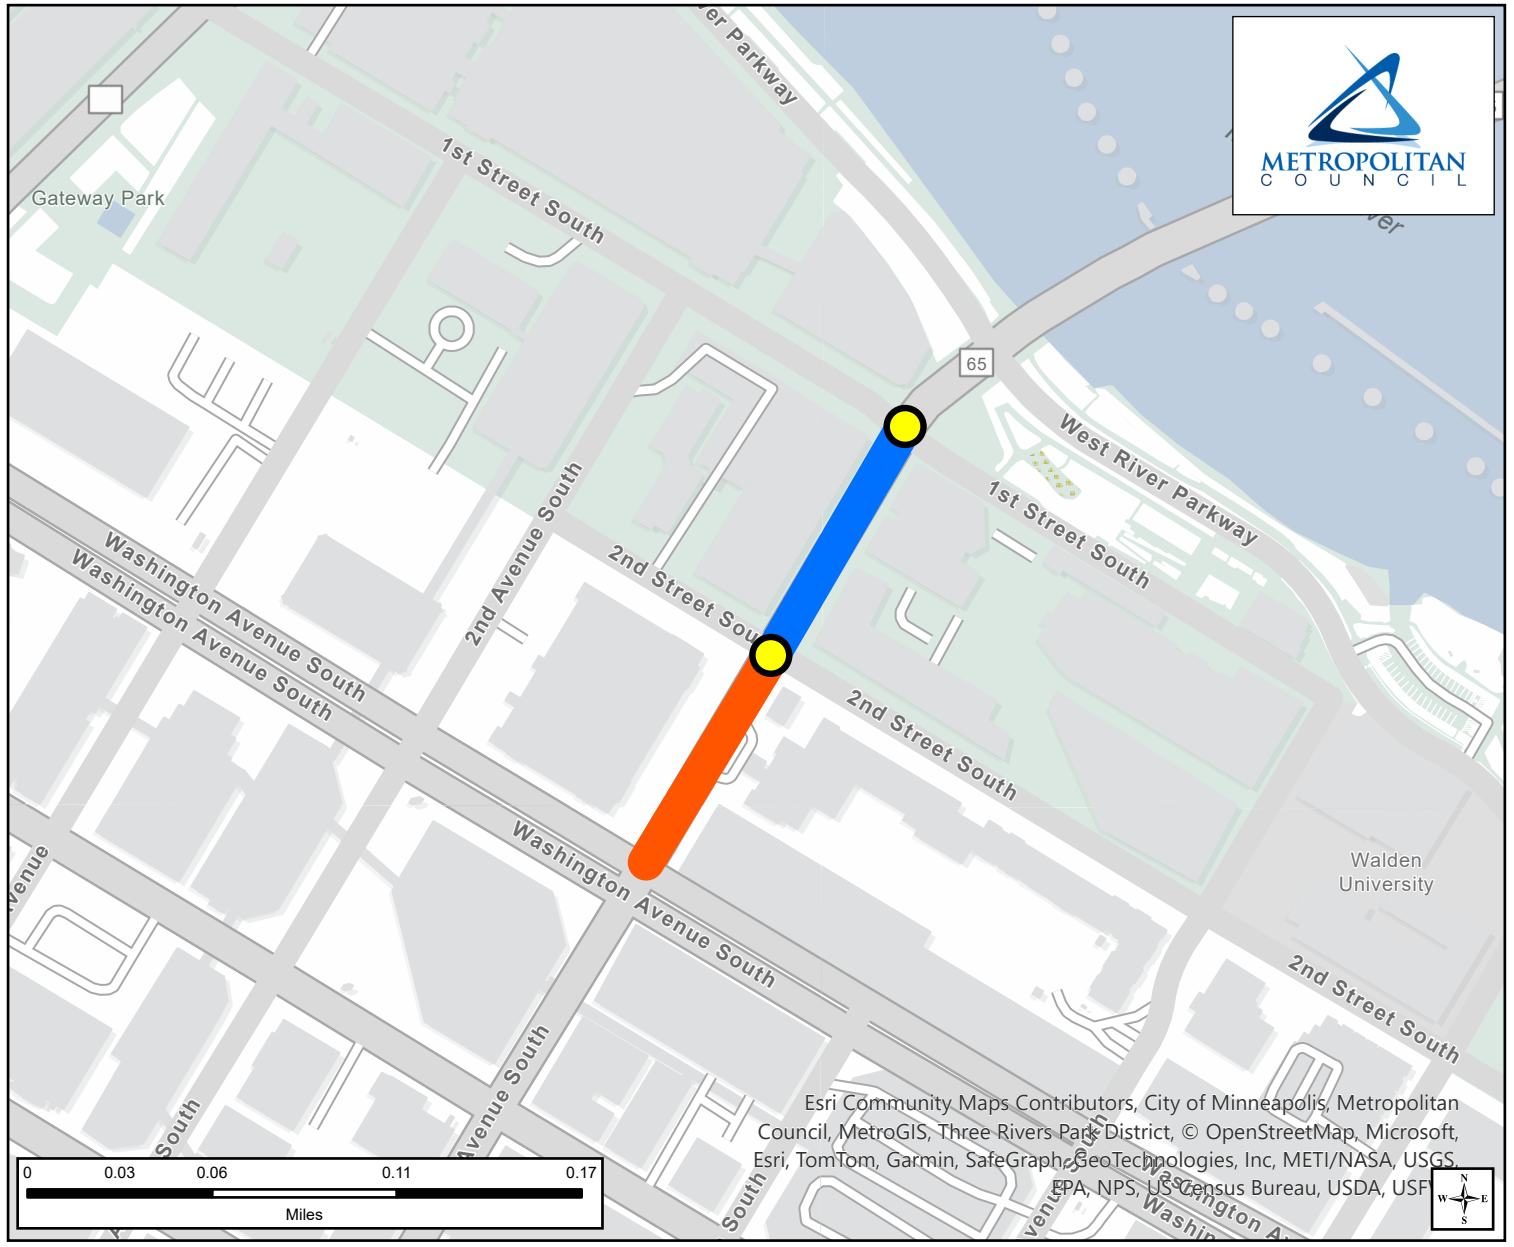 er Parkway
METROPOLITAN
COUNCIL
ver
1st Street South
Gateway Park
65
West River Parkway
1st Street South
2nd Avenue South
2nd Street Sou
Washington Avenue South
Washington Avenue South
2nd Street South
Washington Avenue South
Walden
University
venue
2nd Street South
Avenue South
South
South
Esri Community Maps Contributors, City of Minneapolis, Metropolitan
Council, MetroGIS, Three Rivers Park District, © OpenStreetMap, Microsoft,
Esri, TomTom, Garmin, SafeGraph, GeoTechnologies, Inc, METI/NASA, USGS,
EPA, NPS, US Census Bureau, USDA, USF
0 0.03 0.06 0.11 0.17
Miles
N
W E
S